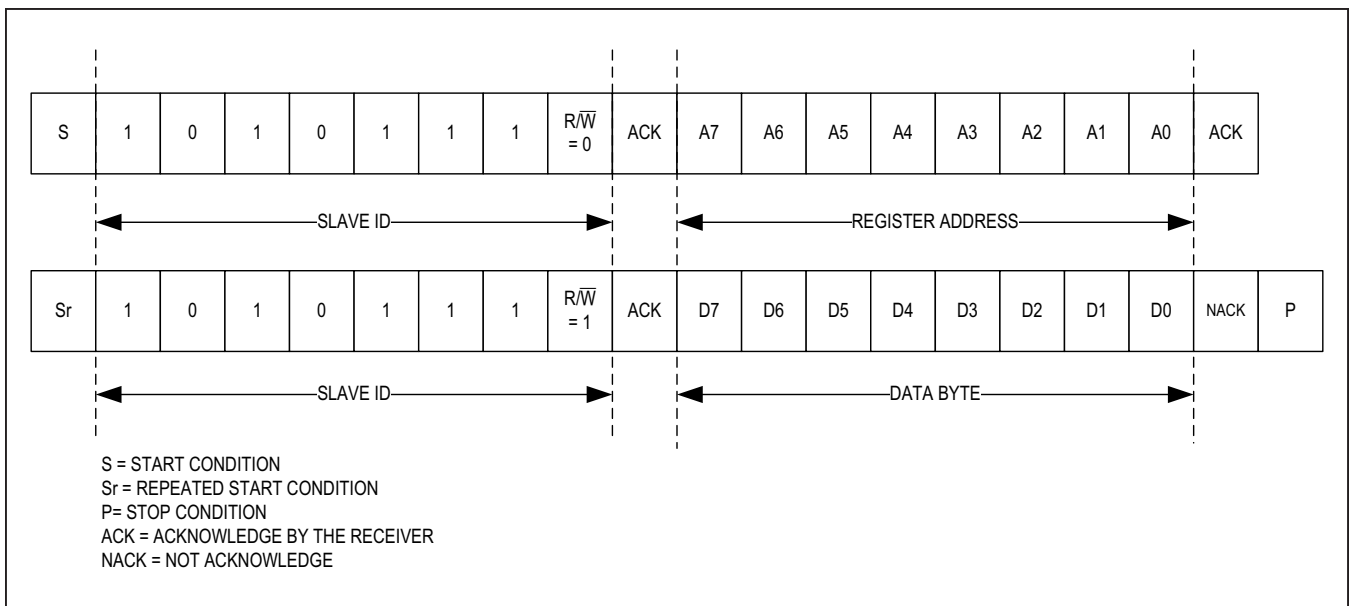 S 1 0 1 0 1 1 1 R/W̅ = 0 ACK A7 A6 A5 A4 A3 A2 A1 A0 ACK
SLAVE ID REGISTER ADDRESS
Sr 1 0 1 0 1 1 1 R/W̅ = 1 ACK D7 D6 D5 D4 D3 D2 D1 D0 NACK P
SLAVE ID DATA BYTE
S = START CONDITION
Sr = REPEATED START CONDITION
P= STOP CONDITION
ACK = ACKNOWLEDGE BY THE RECEIVER
NACK = NOT ACKNOWLEDGE